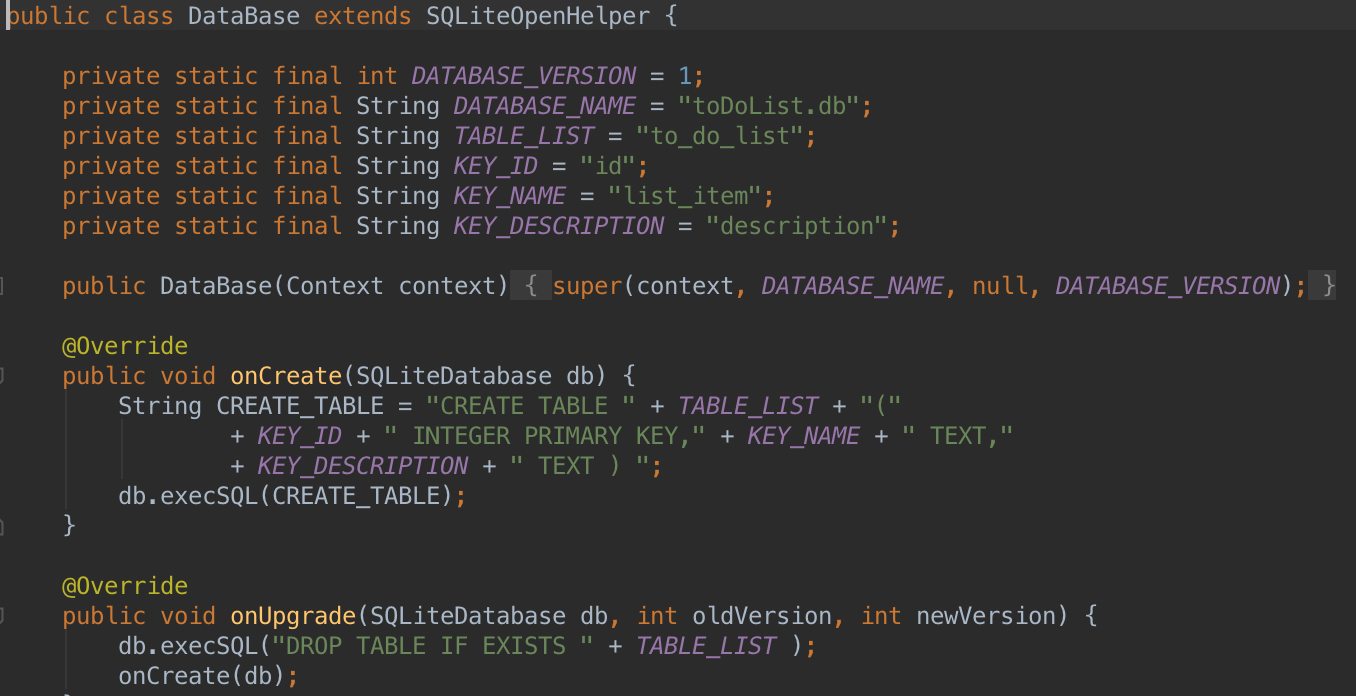 public class DataBase extends SQLiteOpenHelper {
private static final int DATABASE_VERSION = 1;
private static final String DATABASE_NAME = "toDoList.db";
private static final String TABLE_LIST = "to_do_list";
private static final String KEY_ID = "id";
private static final String KEY_NAME = "list_item";
private static final String KEY_DESCRIPTION = "description";
public DataBase(Context context) { super(context, DATABASE_NAME, null, DATABASE_VERSION); }
@Override
public void onCreate(SQLiteDatabase db) {
String CREATE_TABLE = "CREATE TABLE " + TABLE_LIST + "("
+ KEY_ID + " INTEGER PRIMARY KEY," + KEY_NAME + " TEXT,"
+ KEY_DESCRIPTION + " TEXT ) ";
db.execSQL(CREATE_TABLE);
}
@Override
public void onUpgrade(SQLiteDatabase db, int oldVersion, int newVersion) {
db.execSQL("DROP TABLE IF EXISTS " + TABLE_LIST );
onCreate(db);